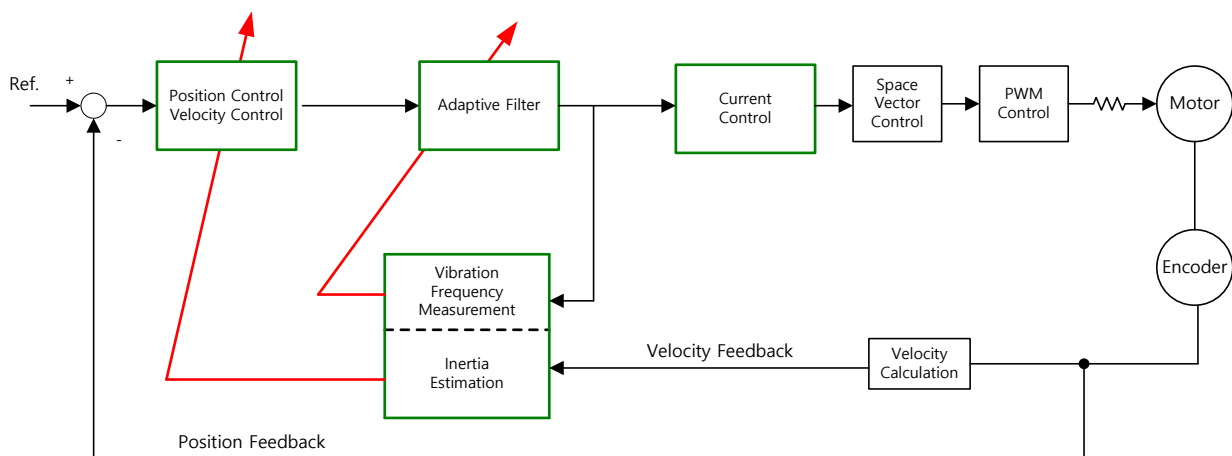 Ref.
+
-
Position Control
Velocity Control
Adaptive Filter
Current
Control
Space
Vector
Control
PWM
Control
Motor
Encoder
Vibration
Frequency
Measurement
Inertia
Estimation
Velocity Feedback
Velocity
Calculation
Position Feedback